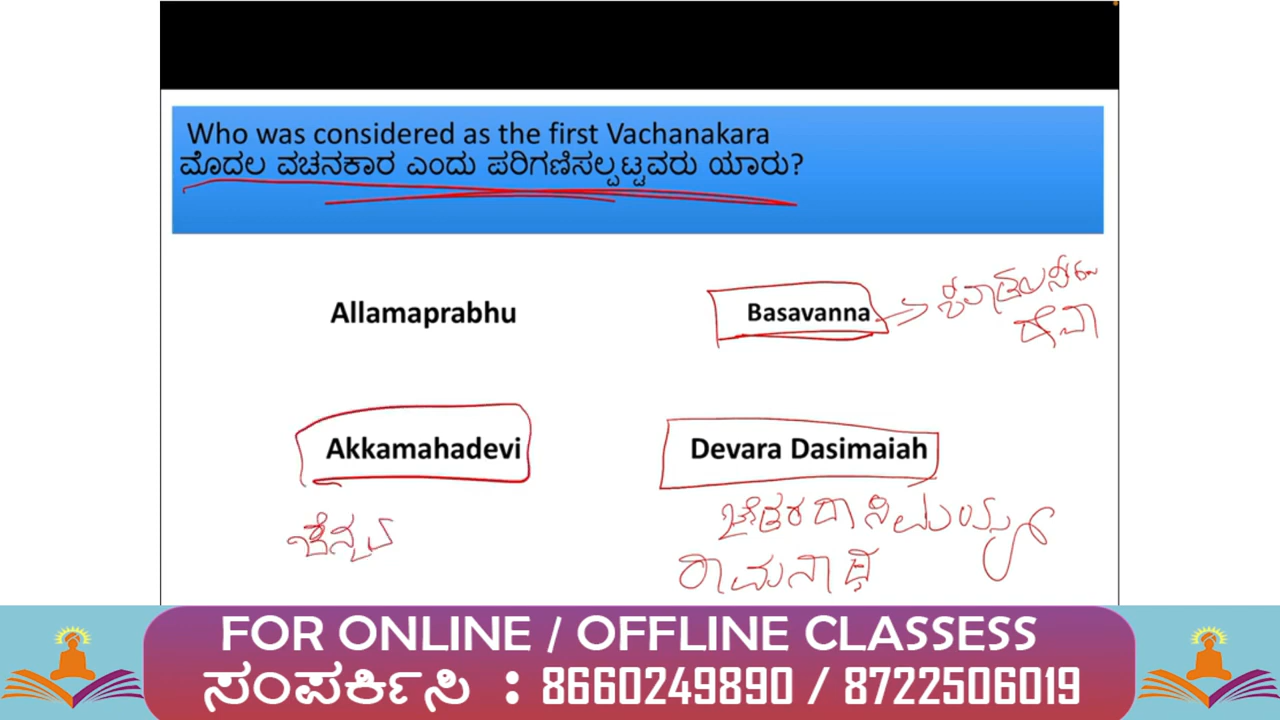 Who was considered as the first Vachanakara
ಮೊದಲ ವಚನಕಾರ ಎಂದು ಪರಿಗಣಿಸಲ್ಪಟ್ಟವರು ಯಾರು?
Allamaprabhu
Basavanna
Akkamahadevi
Devara Dasimaiah
ರಾಮನಾಥ
FOR ONLINE / OFFLINE CLASSESS
ಸಂಪರ್ಕಿಸಿ : 8660249890 / 8722506019